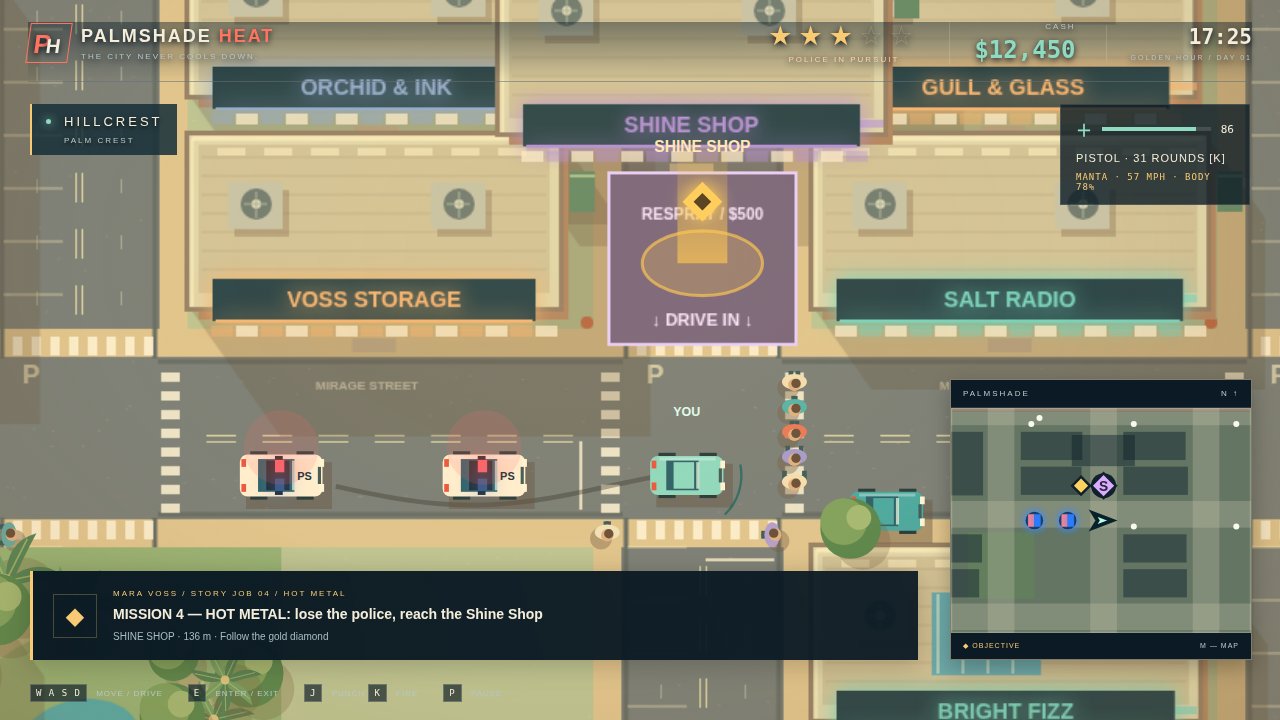 PH
PALMSHADE HEAT
THE CITY NEVER COOLS DOWN
POLICE IN PURSUIT
CASH
$12,450
17:25
GOLDEN HOUR / DAY 01
ORCHID & INK
GULL & GLASS
HILLCREST
PALM CREST
SHINE SHOP
SHINE SHOP
86
PISTOL · 31 ROUNDS [K]
MANTA · 57 MPH · BODY
78%
/ $500
VOSS STORAGE
SALT RADIO
↓ DRIVE IN ↓
P
P
MIRAGE STREET
YOU
PS
PS
PALMSHADE
N ↑
S
◆ OBJECTIVE
M — MAP
MARA VOSS / STORY JOB 04 / HOT METAL
MISSION 4 — HOT METAL: lose the police, reach the Shine Shop
SHINE SHOP · 136 m · Follow the gold diamond
W A S D MOVE / DRIVE E ENTER / EXIT J PUNCH K FIRE P PAUSE
BRIGHT FIZZ